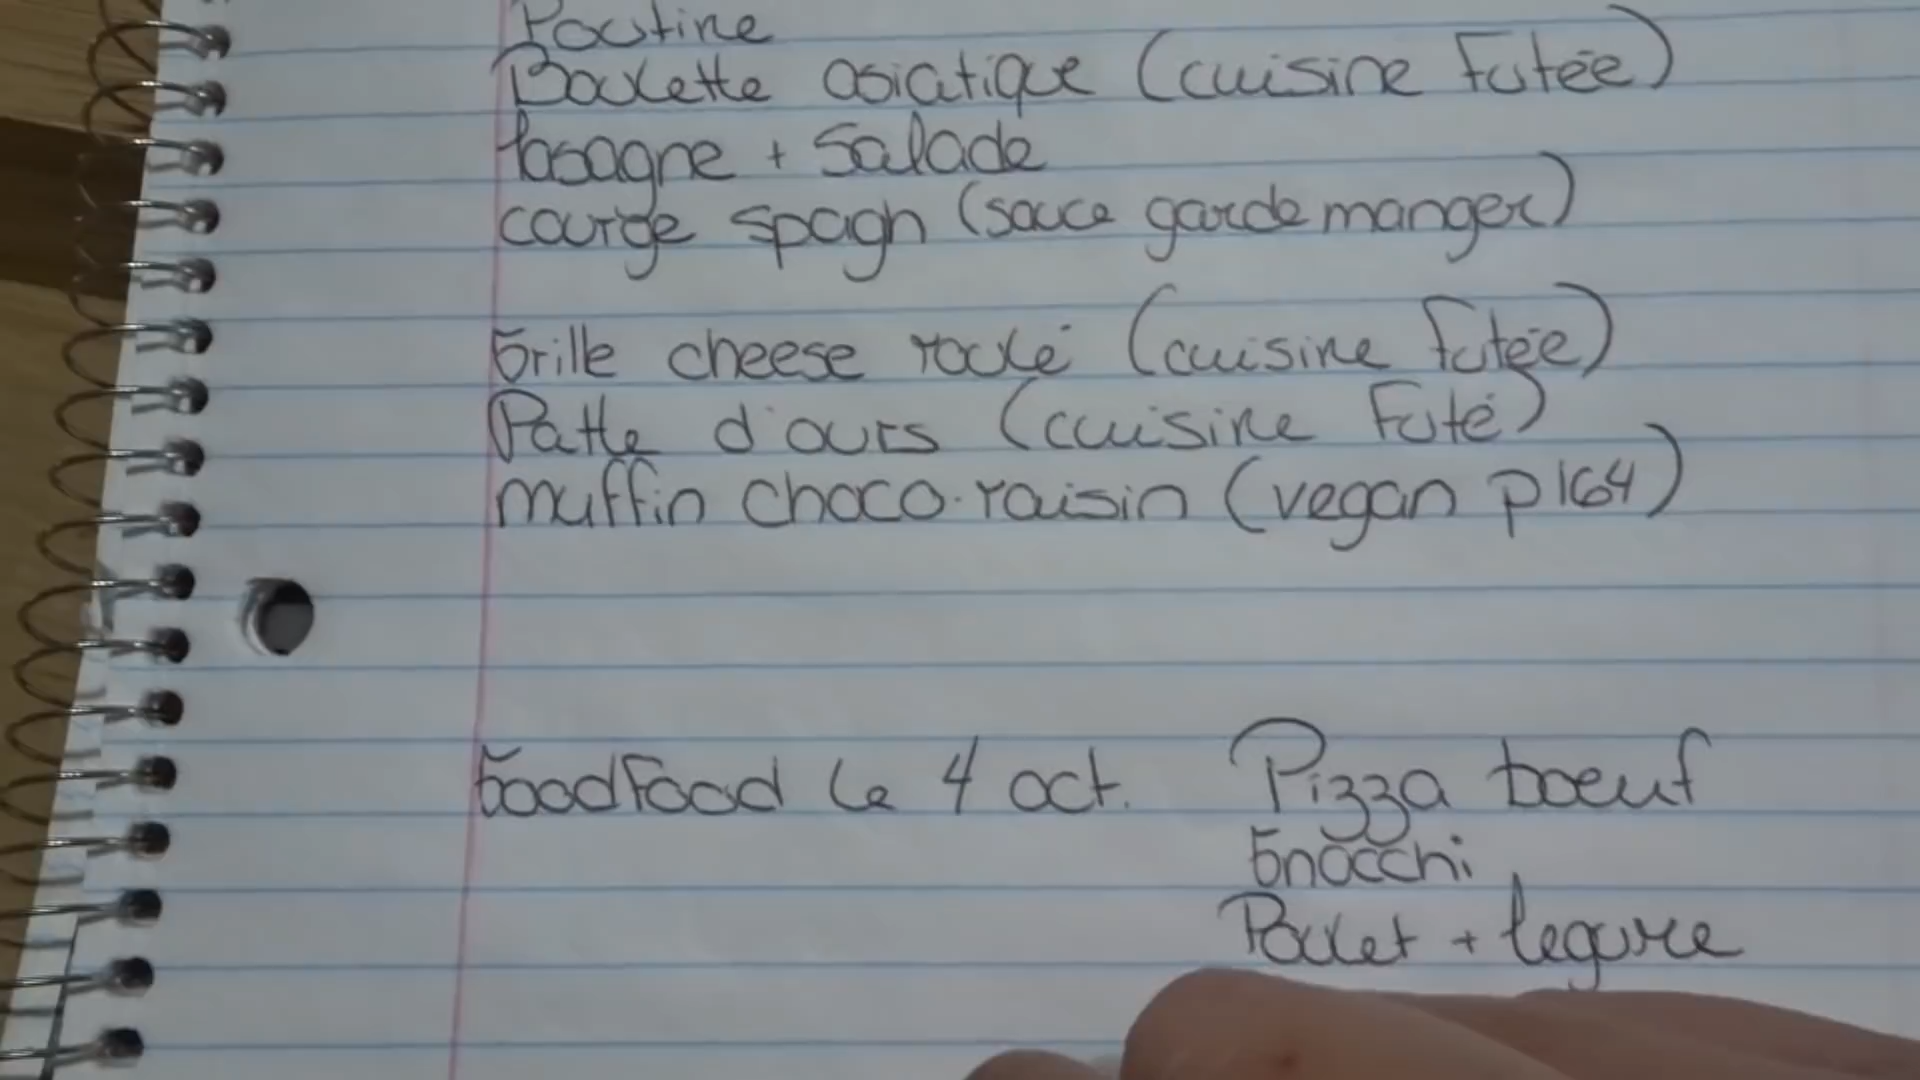 Poutine
Boulette asiatique (cuisine Futée)
lasagne + Salade
courge spagh (sauce garde manger)
Grille cheese roulé (cuisine futée)
Patte d'ours (cuisine Futé)
muffin choco-raisin (vegan p164)
GoodFood le 4 oct. Pizza boeuf
Gnocchi
Poulet + legume